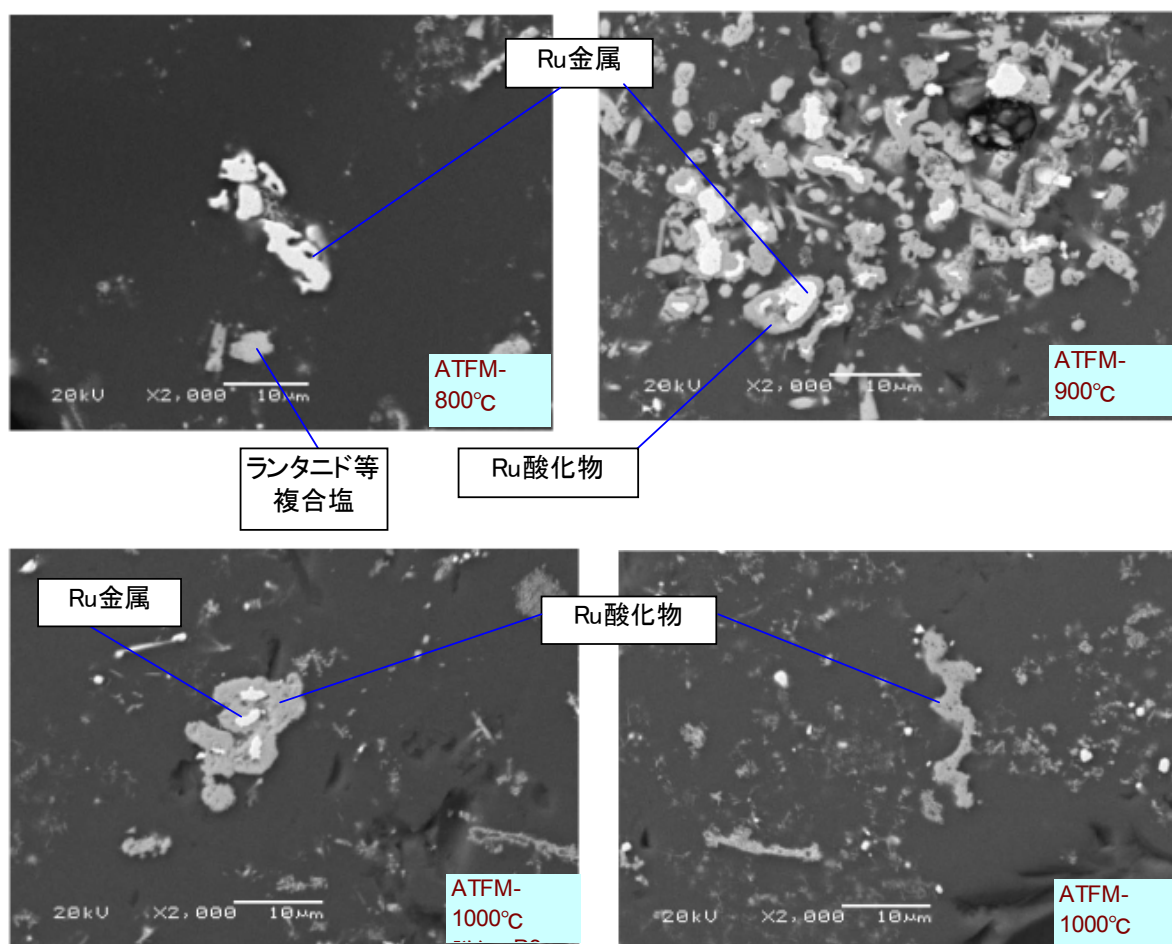 Ru金属
20kV X2,000 10μm
ATFM-
800℃
20kV X2,000 10μm
ATFM-
900℃
ランタニド等
複合塩
Ru酸化物
Ru金属
Ru酸化物
20kV X2,000 10μm
ATFM-
1000℃
20kV X2,000 10μm
ATFM-
1000℃